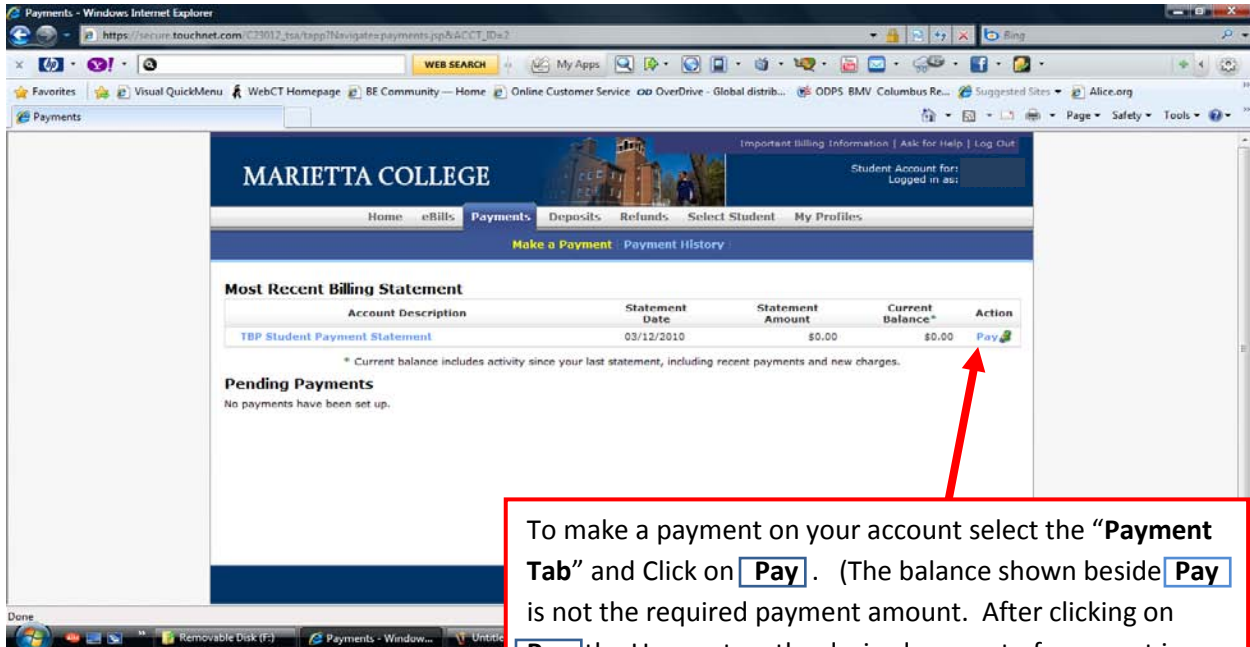 Payments - Windows Internet Explorer
https://secure.touchnet.com/C23012_tsa/tapp?Navigate=payments.jsp&ACCT_ID=2
Bing
WEB SEARCH My Apps
Favorites Visual QuickMenu WebCT Homepage BE Community — Home Online Customer Service OverDrive - Global distrib... ODPS BMV Columbus Re... Suggested Sites Alice.org
Payments Page Safety Tools
Important Billing Information | Ask for Help | Log Out
MARIETTA COLLEGE
Student Account for:
Logged in as:
Home eBills Payments Deposits Refunds Select Student My Profiles
Make a Payment Payment History
Most Recent Billing Statement
Account Description Statement Date Statement Amount Current Balance* Action
TBP Student Payment Statement 03/12/2010 $0.00 $0.00 Pay
* Current balance includes activity since your last statement, including recent payments and new charges.
Pending Payments
No payments have been set up.
To make a payment on your account select the “Payment
Tab” and Click on Pay . (The balance shown beside Pay
is not the required payment amount. After clicking on
Done
Removable Disk (F:) Payments - Window...